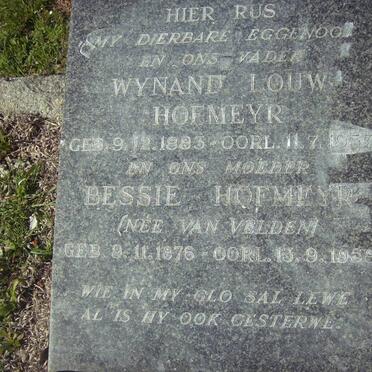 HIER RUS
MY DIERBARE EGGENOOT
EN ONS VADER
WYNAND LOUW
HOFMEYR
GEB. 9.12.1883 - OORL. 11.7.
EN ONS MOEDER
BESSIE HOFMEYR
(NÉE VAN VELDEN)
GEB. 9.11.1876 - OORL. 13.9.
WIE IN MY GLO SAL LEWE
AL IS HY OOK GESTERWE.